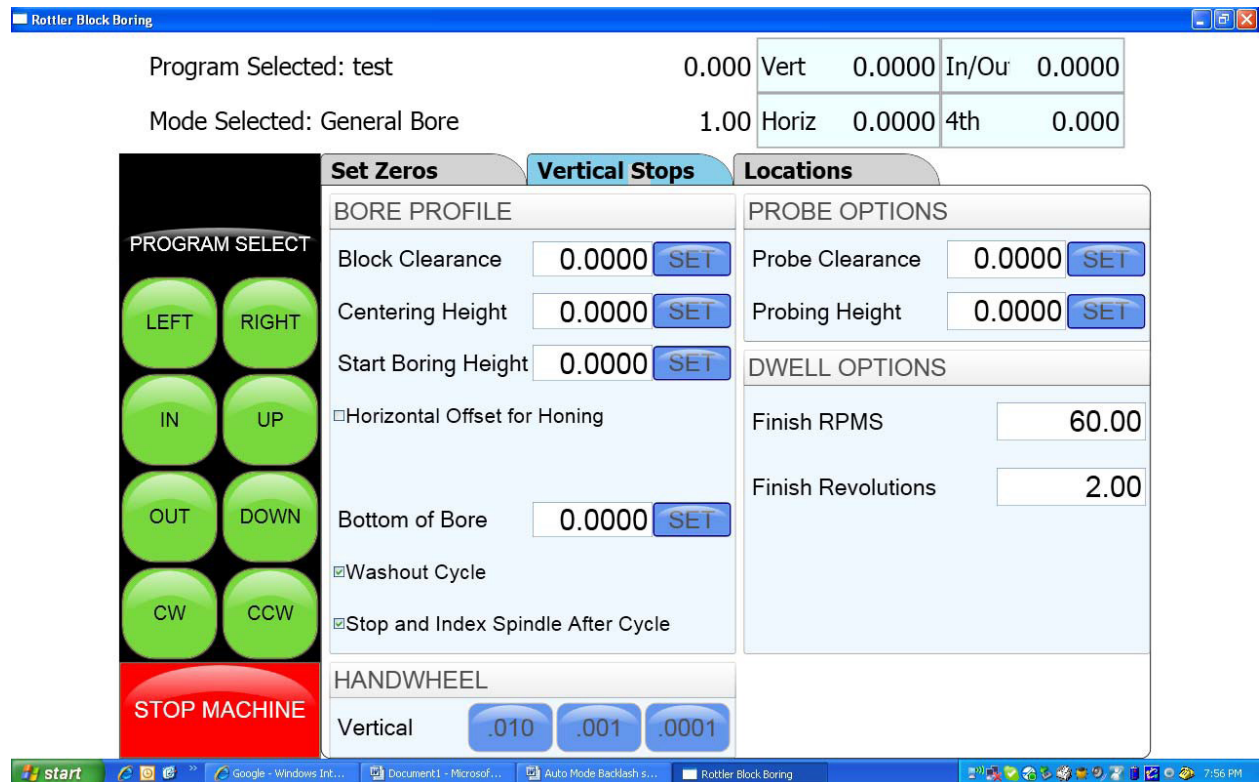 Rottler Block Boring
Program Selected: test 0.000 Vert 0.0000 In/Ou 0.0000
Mode Selected: General Bore 1.00 Horiz 0.0000 4th 0.000
Set Zeros Vertical Stops Locations
PROGRAM SELECT
LEFT RIGHT
IN UP
OUT DOWN
CW CCW
STOP MACHINE
BORE PROFILE
Block Clearance 0.0000 SET
Centering Height 0.0000 SET
Start Boring Height 0.0000 SET
Horizontal Offset for Honing
Bottom of Bore 0.0000 SET
Washout Cycle
Stop and Index Spindle After Cycle
HANDWHEEL
Vertical .010 .001 .0001
PROBE OPTIONS
Probe Clearance 0.0000 SET
Probing Height 0.0000 SET
DWELL OPTIONS
Finish RPMS 60.00
Finish Revolutions 2.00
start Google - Windows Int... Document1 - Microsof... Auto Mode Backlash s... Rottler Block Boring 7:56 PM